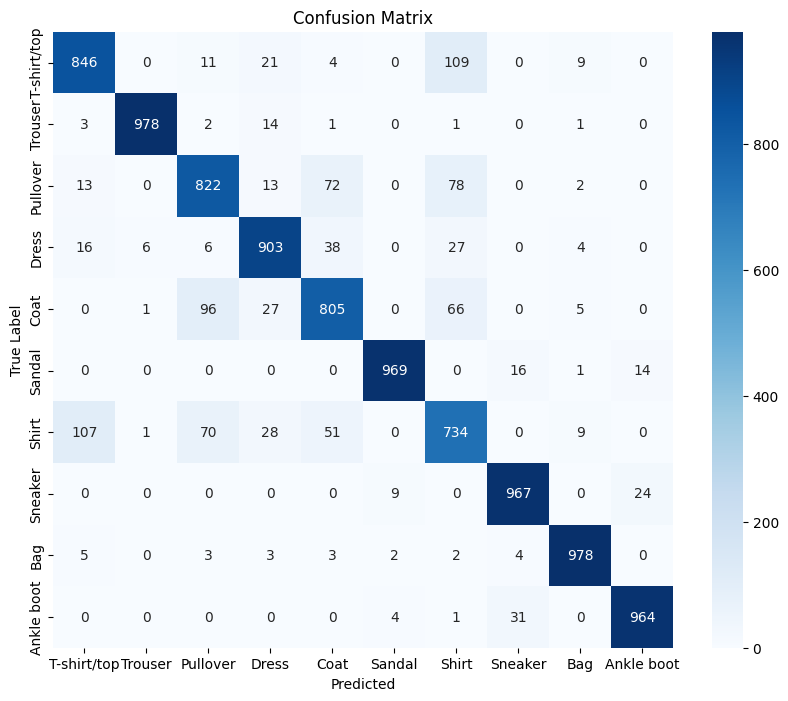 Confusion Matrix
T-shirt/top 846 0 11 21 4 0 109 0 9 0
Trouser 3 978 2 14 1 0 1 0 1 0
Pullover 13 0 822 13 72 0 78 0 2 0
Dress 16 6 6 903 38 0 27 0 4 0
Coat 0 1 96 27 805 0 66 0 5 0
Sandal 0 0 0 0 0 969 0 16 1 14
Shirt 107 1 70 28 51 0 734 0 9 0
Sneaker 0 0 0 0 0 9 0 967 0 24
Bag 5 0 3 3 3 2 2 4 978 0
Ankle boot 0 0 0 0 0 4 1 31 0 964
T-shirt/top Trouser Pullover Dress Coat Sandal Shirt Sneaker Bag Ankle boot
Predicted
True Label
800
600
400
200
0